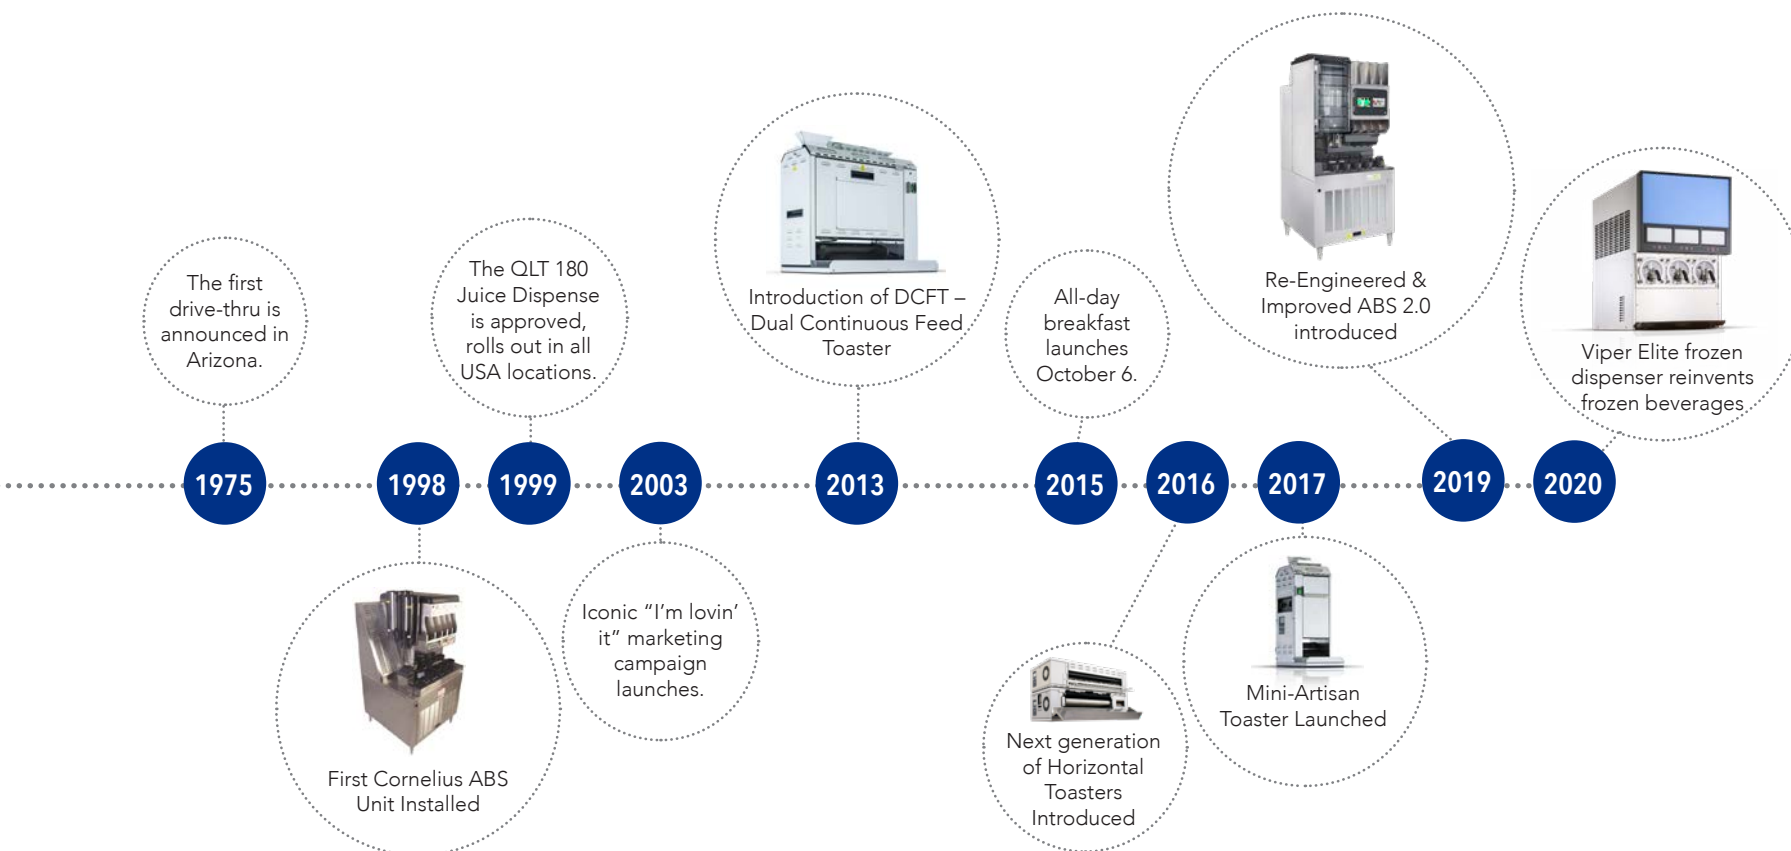 The first
drive-thru is
announced in
Arizona.
The QLT 180
Juice Dispense
is approved,
rolls out in all
USA locations.
Introduction of DCFT –
Dual Continuous Feed
Toaster
All-day
breakfast
launches
October 6.
Re-Engineered &
Improved ABS 2.0
introduced
Viper Elite frozen
dispenser reinvents
frozen beverages
1975
1998
1999
2003
2013
2015
2016
2017
2019
2020
First Cornelius ABS
Unit Installed
Iconic “I’m lovin’
it” marketing
campaign
launches.
Next generation
of Horizontal
Toasters
Introduced
Mini-Artisan
Toaster Launched